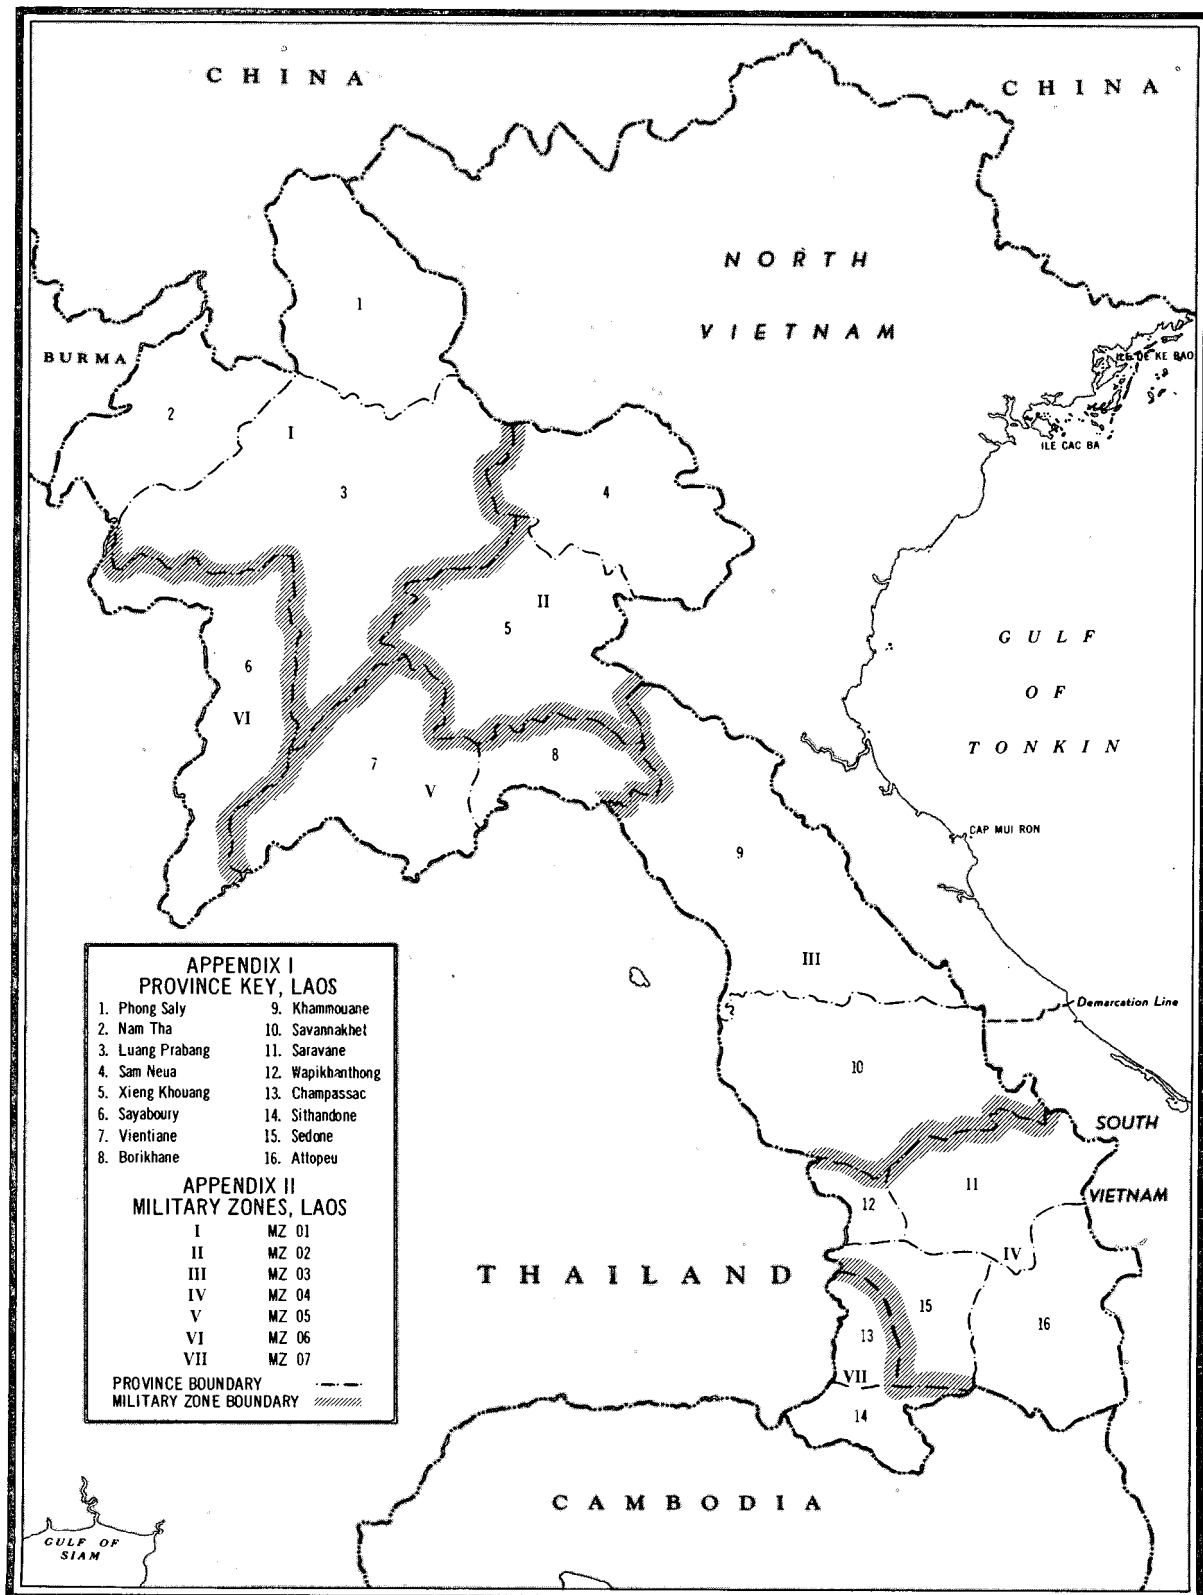 CHINA
CHINA
NORTH
VIETNAM
1
BURMA
ILE DE KE BAO
2
I
ILE CAC BA
3
4
II
5
GULF
OF
TONKIN
6
VI
7
V
8
CAP MUI RON
9
III
Demarcation Line
10
SOUTH
VIETNAM
11
12
IV
THAILAND
15
13
16
VII
14
CAMBODIA
GULF OF
SIAM
APPENDIX I
PROVINCE KEY, LAOS
1. Phong Saly
2. Nam Tha
3. Luang Prabang
4. Sam Neua
5. Xieng Khouang
6. Sayaboury
7. Vientiane
8. Borikhane
9. Khammouane
10. Savannakhet
11. Saravane
12. Wapikhanthong
13. Champassac
14. Sithandone
15. Sedone
16. Attopeu
APPENDIX II
MILITARY ZONES, LAOS
I MZ 01
II MZ 02
III MZ 03
IV MZ 04
V MZ 05
VI MZ 06
VII MZ 07
PROVINCE BOUNDARY
MILITARY ZONE BOUNDARY